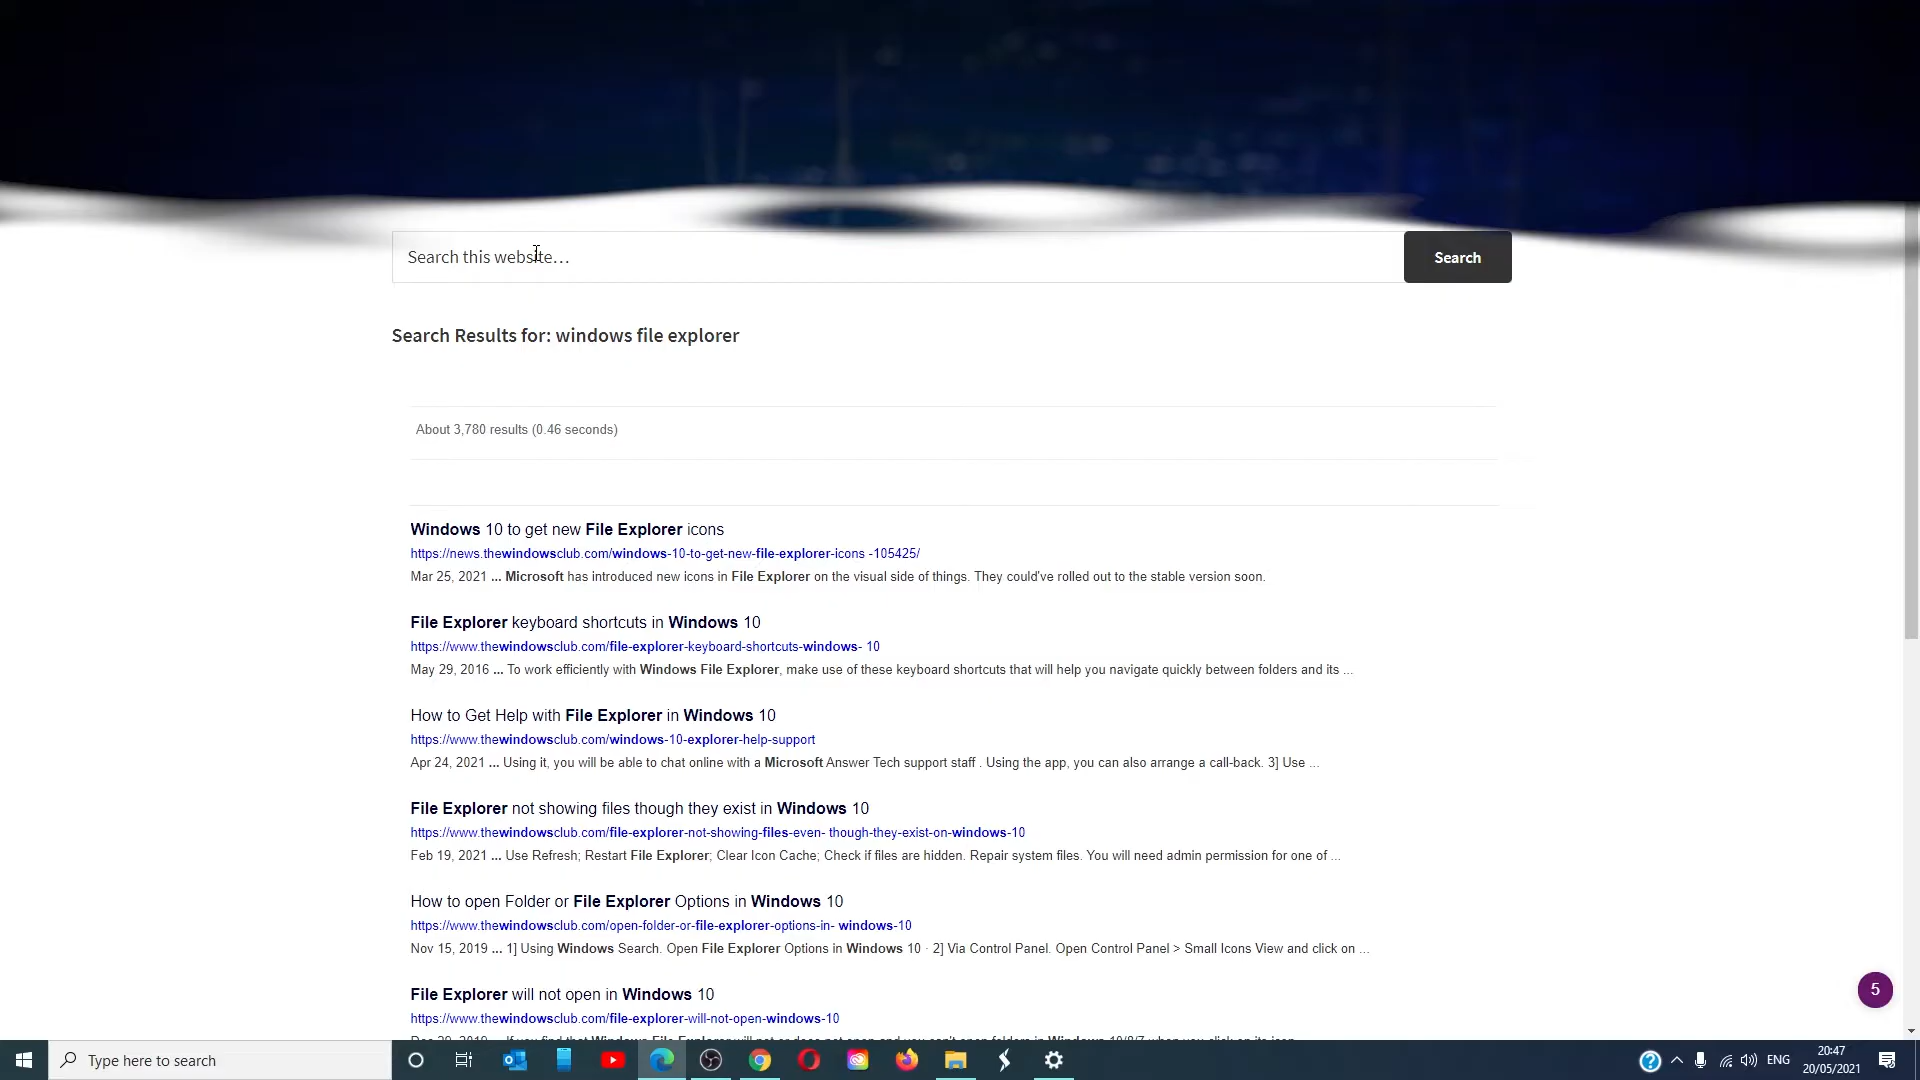 Search this website…
Search
Search Results for: windows file explorer
About 3,780 results (0.46 seconds)
Windows 10 to get new File Explorer icons
https://news.thewindowsclub.com/windows-10-to-get-new-file-explorer-icons -105425/
Mar 25, 2021 ... Microsoft has introduced new icons in File Explorer on the visual side of things. They could've rolled out to the stable version soon.
File Explorer keyboard shortcuts in Windows 10
https://www.thewindowsclub.com/file-explorer-keyboard-shortcuts-windows- 10
May 29, 2016 ... To work efficiently with Windows File Explorer, make use of these keyboard shortcuts that will help you navigate quickly between folders and its ...
How to Get Help with File Explorer in Windows 10
https://www.thewindowsclub.com/windows-10-explorer-help-support
Apr 24, 2021 ... Using it, you will be able to chat online with a Microsoft Answer Tech support staff . Using the app, you can also arrange a call-back. 3] Use ...
File Explorer not showing files though they exist in Windows 10
https://www.thewindowsclub.com/file-explorer-not-showing-files-even- though-they-exist-on-windows-10
Feb 19, 2021 ... Use Refresh; Restart File Explorer; Clear Icon Cache; Check if files are hidden. Repair system files. You will need admin permission for one of ...
How to open Folder or File Explorer Options in Windows 10
https://www.thewindowsclub.com/open-folder-or-file-explorer-options-in- windows-10
Nov 15, 2019 ... 1] Using Windows Search. Open File Explorer Options in Windows 10 · 2] Via Control Panel. Open Control Panel > Small Icons View and click on ...
File Explorer will not open in Windows 10
https://www.thewindowsclub.com/file-explorer-will-not-open-windows-10
5
Type here to search
ENG
20:47
20/05/2021